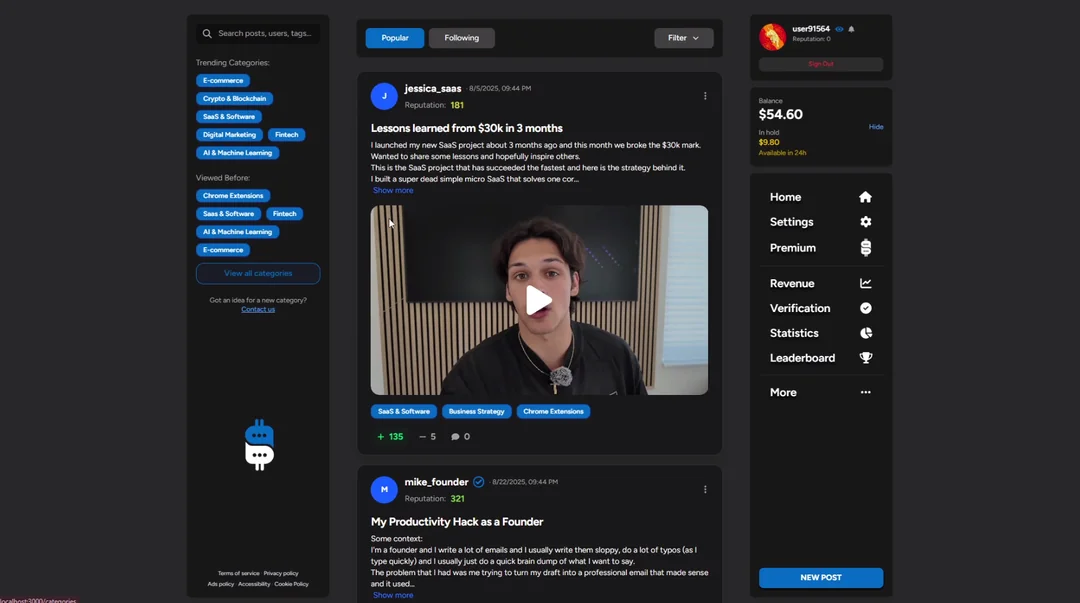 Search posts, users, tags...
Trending Categories:
E-commerce
Crypto & Blockchain
SaaS & Software
Digital Marketing Fintech
AI & Machine Learning
Viewed Before:
Chrome Extensions
Saas & Software Fintech
AI & Machine Learning
E-commerce
View all categories
Got an idea for a new category?
Contact us
Terms of service · Privacy policy
Ads policy · Accessibility · Cookie Policy
localhost:3000/categories
Popular Following Filter
J
jessica_saas · 8/5/2025, 09:44 PM
Reputation: 181
Lessons learned from $30k in 3 months
I launched my new SaaS project about 3 months ago and this month we broke the $30k mark.
Wanted to share some lessons and hopefully inspire others.
This is the SaaS project that has succeeded the fastest and here is the strategy behind it.
I built a super dead simple micro SaaS that solves one cor...
Show more
SaaS & Software Business Strategy Chrome Extensions
+ 135 − 5 0
M
mike_founder · 8/22/2025, 09:44 PM
Reputation: 321
My Productivity Hack as a Founder
Some context:
I'm a founder and I write a lot of emails and I usually write them sloppy, do a lot of typos (as I
type quickly) and I usually just do a quick brain dump of what I want to say.
The problem that I had was me trying to turn my draft into a professional email that made sense
and it used...
Show more
user91564
Reputation: 0
Sign Out
Balance
$54.60
Hide
In hold
$9.80
Available in 24h
Home
Settings
Premium
Revenue
Verification
Statistics
Leaderboard
More
NEW POST